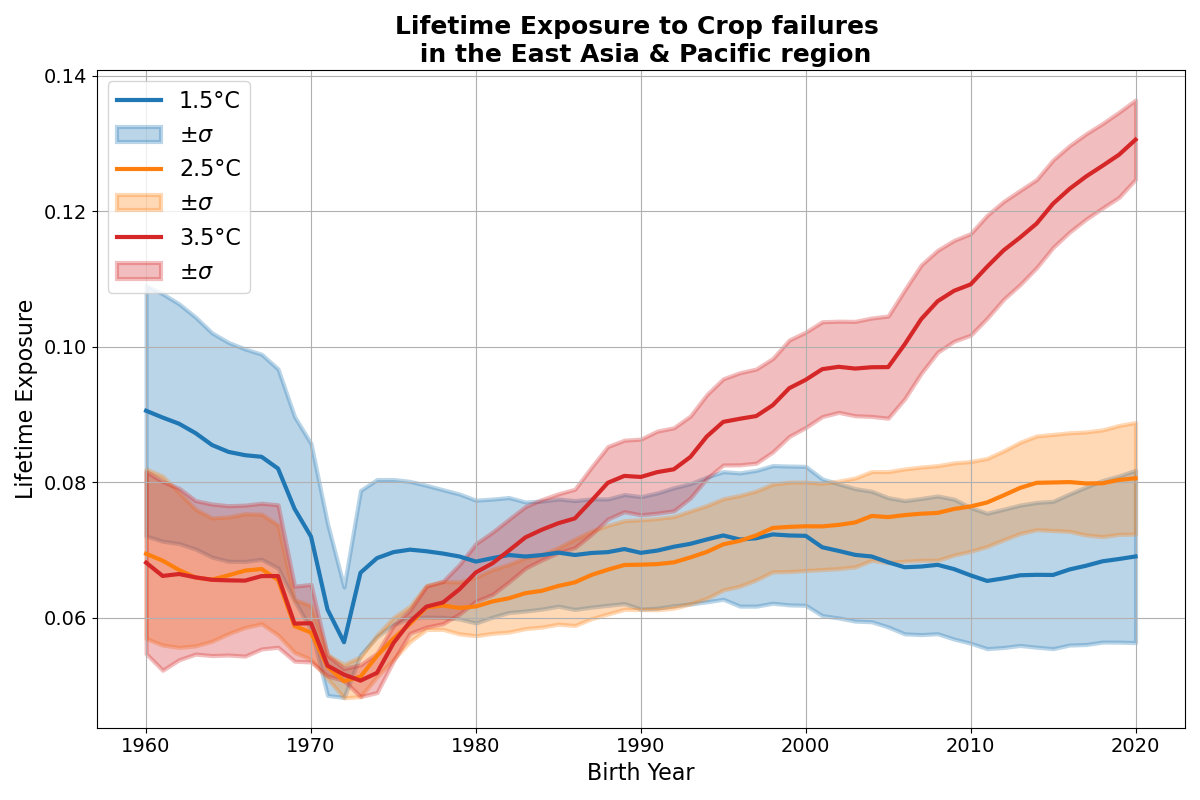 Lifetime Exposure to Crop failures
in the East Asia & Pacific region
0.14
0.12
0.10
0.08
0.06
Lifetime Exposure
1.5°C
±σ
2.5°C
±σ
3.5°C
±σ
1960 1970 1980 1990 2000 2010 2020
Birth Year